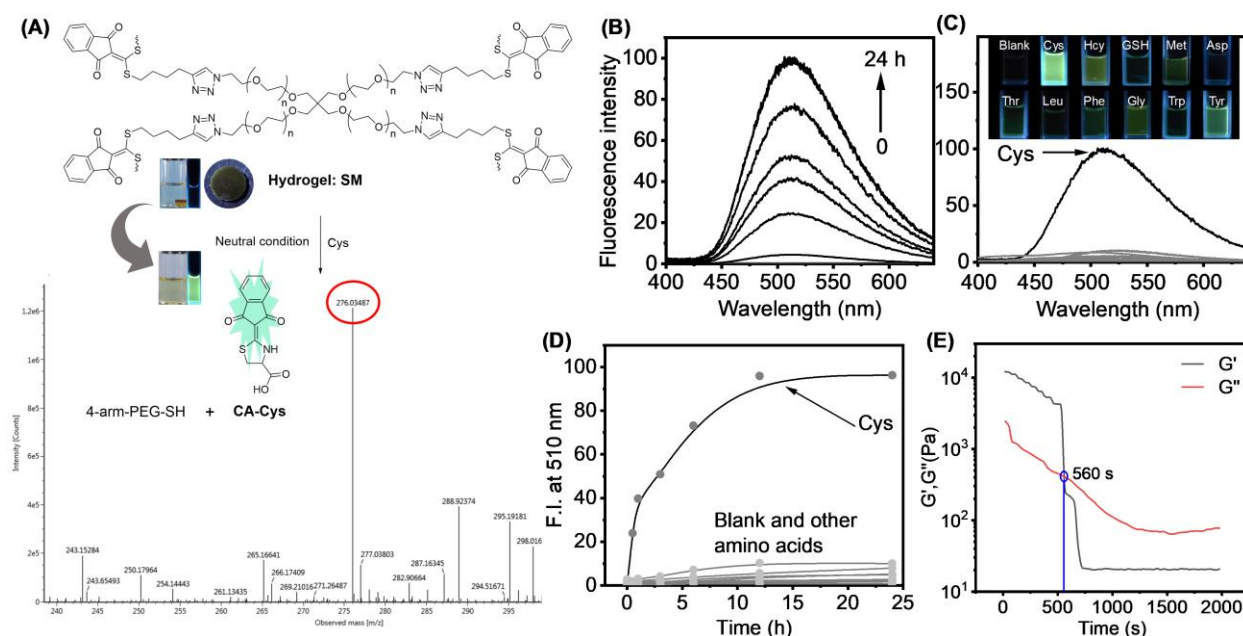 (A)
O
O
S
S
N
N=N
O
O
n
O
O
n
N
N=N
S
S
O
O
O
O
S
S
N
N=N
O
O
n
O
O
n
N
N=N
S
S
O
O
Hydrogel: SM
Neutral condition
Cys
O
O
S
NH
O
HO
4-arm-PEG-SH + CA-Cys
Intensity [Counts]
1.2e6
1e6
8e5
6e5
4e5
2e5
0
243.15284
243.65493
250.17964
254.14443
261.13435
265.16641
266.17409
269.21016
271.26487
276.03487
277.03803
282.90664
287.16345
288.92374
294.51671
295.19181
298.016
240 245 250 255 260 265 270 275 280 285 290 295
Observed mass [m/z]
(B)
Fluorescence intensity
100
80
60
40
20
0
24 h
0
400 450 500 550 600
Wavelength (nm)
(C)
Blank Cys Hcy GSH Met Asp
Thr Leu Phe Gly Trp Tyr
200
150
100
50
0
Cys
400 450 500 550 600
Wavelength (nm)
(D)
F.I. at 510 nm
100
80
60
40
20
0
Cys
Blank and other
amino acids
0 5 10 15 20 25
Time (h)
(E)
G',G''(Pa)
10⁴
10³
10²
10¹
G'
G''
560 s
0 500 1000 1500 2000
Time (s)